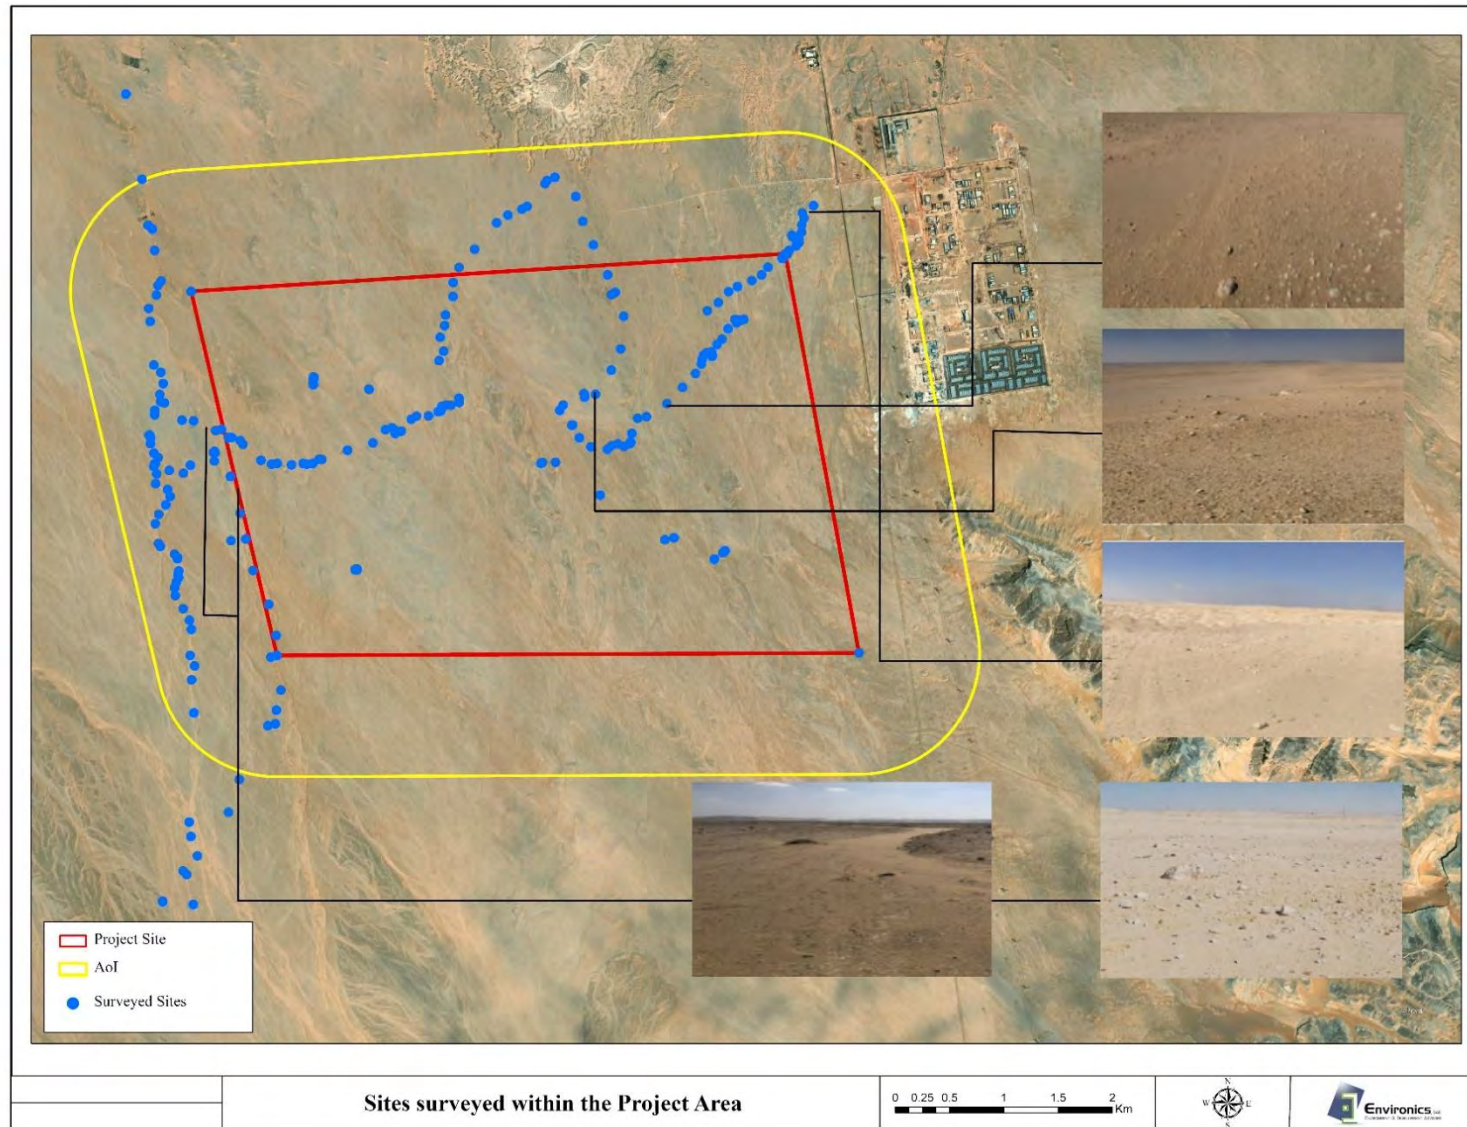 Project Site
AoI
Surveyed Sites
Sites surveyed within the Project Area
0 0.25 0.5 1 1.5 2
Km
N
W E
S
Environics